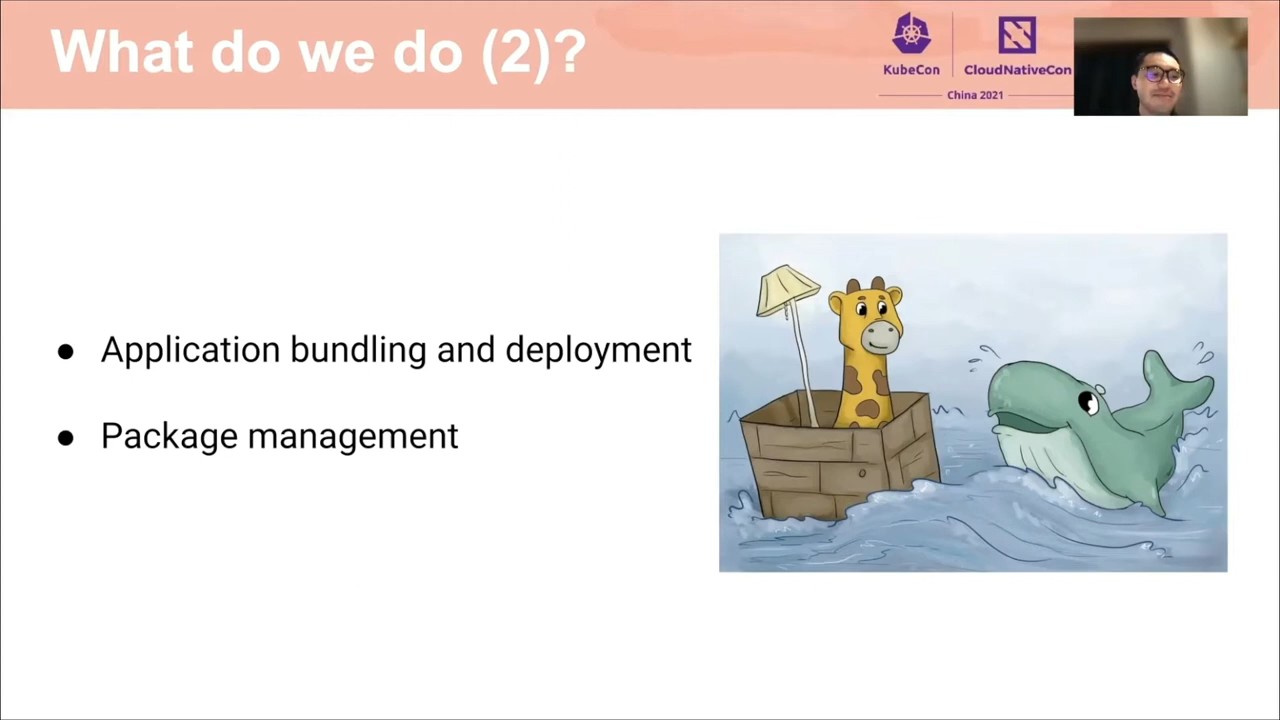 What do we do (2)?
KubeCon
CloudNativeCon
China 2021
● Application bundling and deployment
● Package management